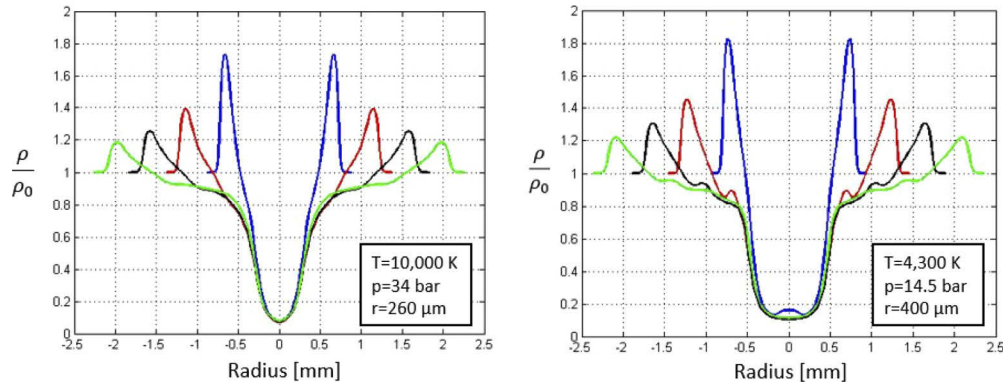 2
1.8
1.6
1.4
1.2
1
0.8
0.6
0.4
0.2
0
ρ
ρ₀
T=10,000 K
p=34 bar
r=260 μm
-2.5 -2 -1.5 -1 -0.5 0 0.5 1 1.5 2 2.5
Radius [mm]
2
1.8
1.6
1.4
1.2
1
0.8
0.6
0.4
0.2
0
ρ
ρ₀
T=4,300 K
p=14.5 bar
r=400 μm
-2.5 -2 -1.5 -1 -0.5 0 0.5 1 1.5 2 2.5
Radius [mm]